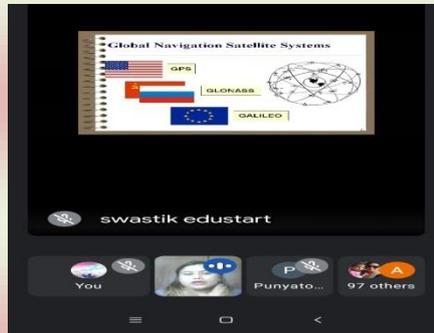 Global Navigation Satellite Systems
GPS
GLONASS
GALILEO
swastik edustart
You
Punyato...
97 others
P
A